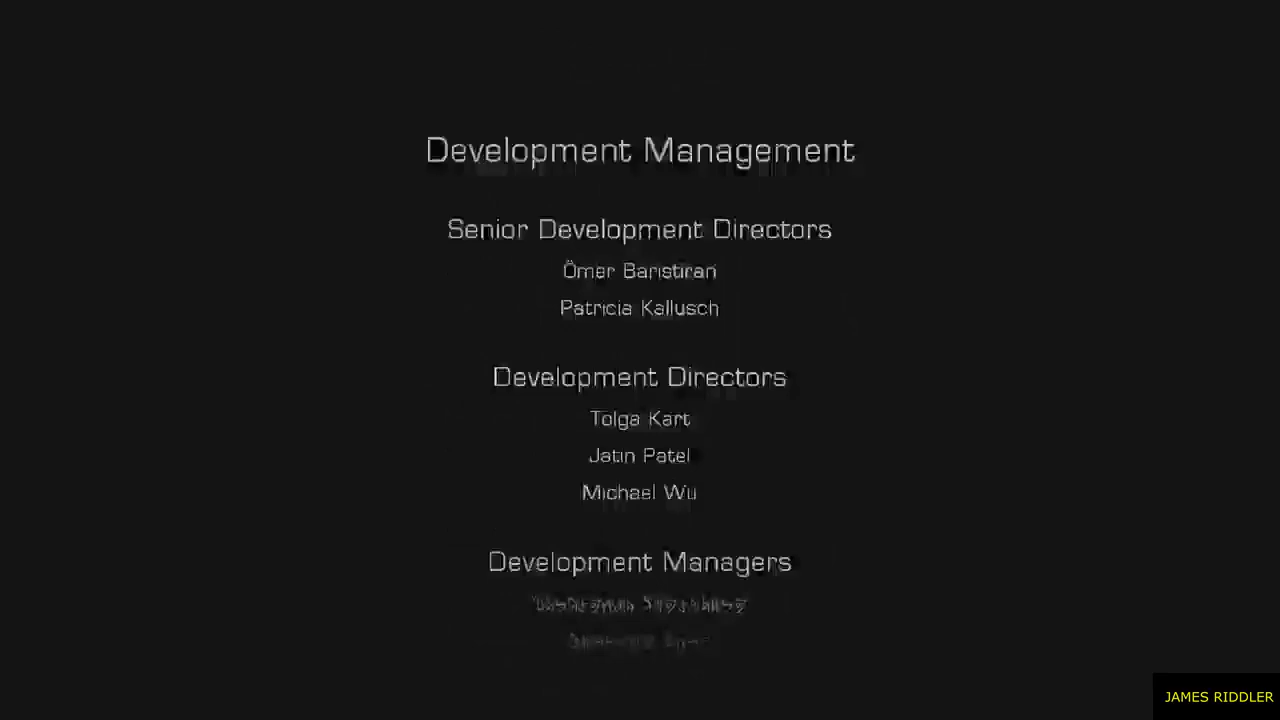 Development Management
Senior Development Directors
Ömer Barıstıran
Patricia Kallusch
Development Directors
Tolga Kart
Jatin Patel
Michael Wu
Development Managers
JAMES RIDDLER